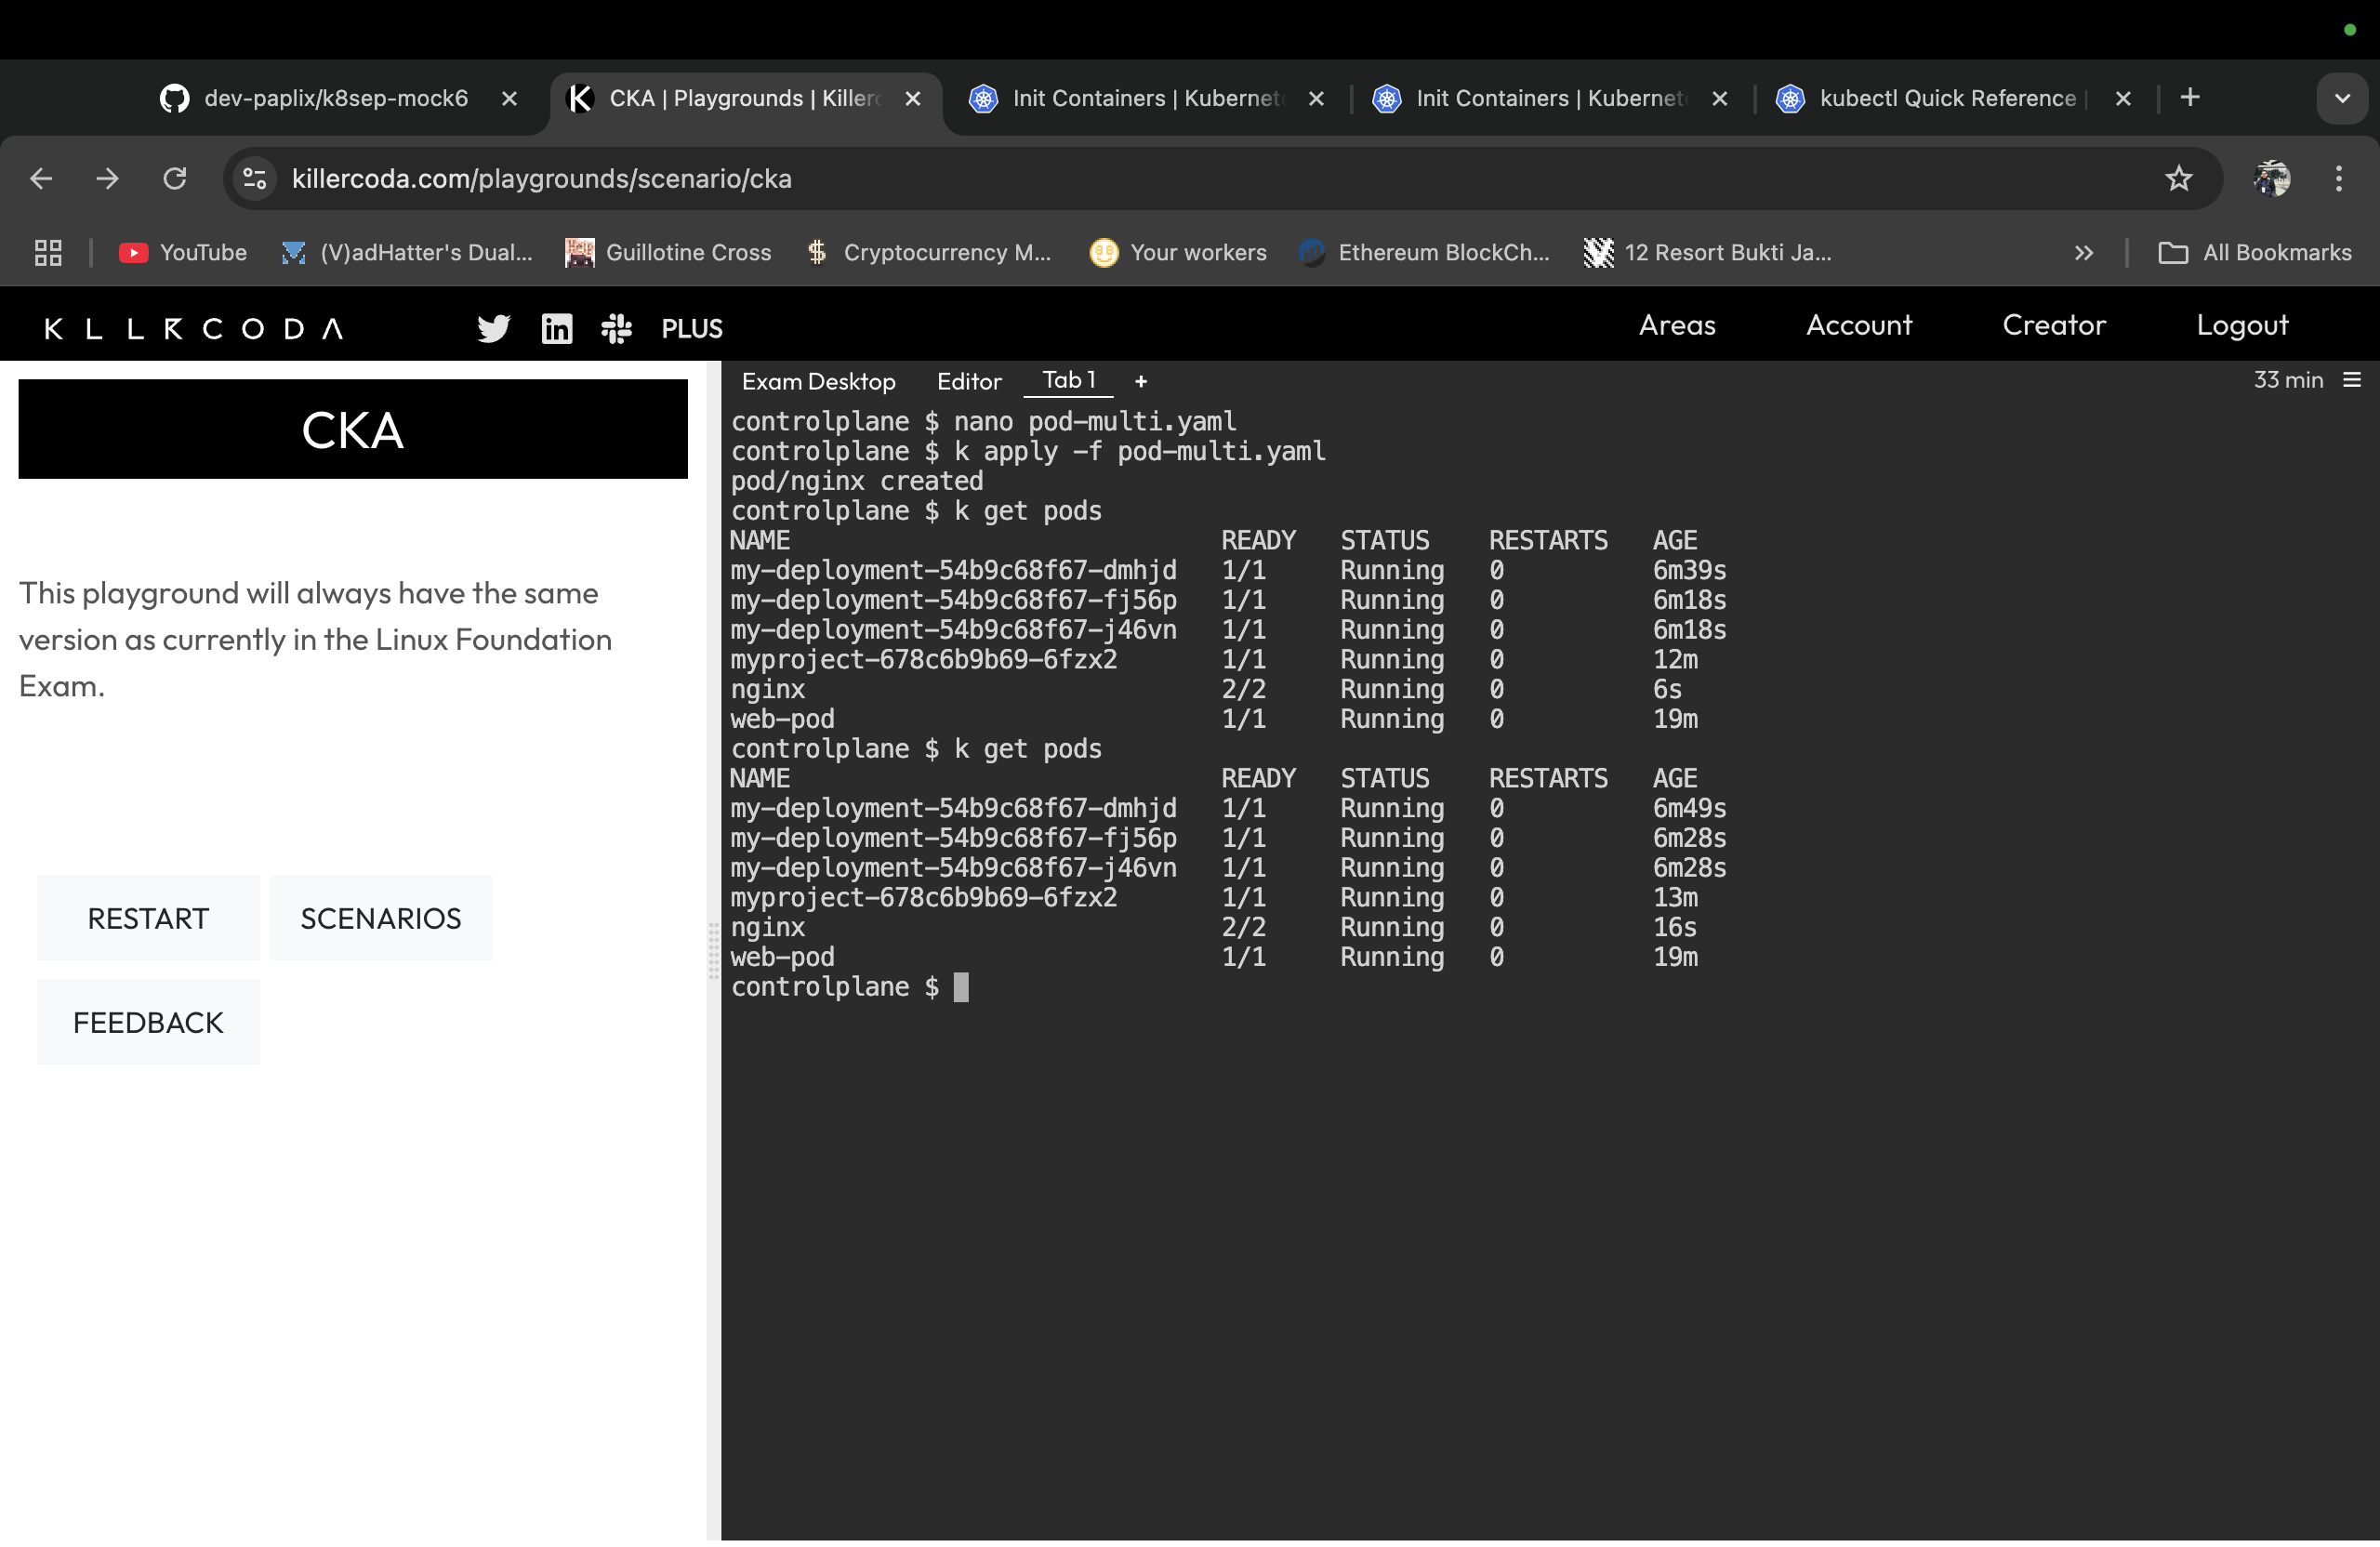 dev-paplix/k8sep-mock6
CKA | Playgrounds | Killerc
Init Containers | Kubernete
Init Containers | Kubernete
kubectl Quick Reference |
killercoda.com/playgrounds/scenario/cka
YouTube
(V)adHatter's Dual...
Guillotine Cross
Cryptocurrency M...
Your workers
Ethereum BlockCh...
12 Resort Bukti Ja...
All Bookmarks
KLLRCODA
PLUS
Areas
Account
Creator
Logout
CKA
This playground will always have the same
version as currently in the Linux Foundation
Exam.
RESTART
SCENARIOS
FEEDBACK
Exam Desktop
Editor
Tab 1
+
33 min
controlplane $ nano pod-multi.yaml
controlplane $ k apply -f pod-multi.yaml
pod/nginx created
controlplane $ k get pods
NAME READY STATUS RESTARTS AGE
my-deployment-54b9c68f67-dmhjd 1/1 Running 0 6m39s
my-deployment-54b9c68f67-fj56p 1/1 Running 0 6m18s
my-deployment-54b9c68f67-j46vn 1/1 Running 0 6m18s
myproject-678c6b9b69-6fzx2 1/1 Running 0 12m
nginx 2/2 Running 0 6s
web-pod 1/1 Running 0 19m
controlplane $ k get pods
NAME READY STATUS RESTARTS AGE
my-deployment-54b9c68f67-dmhjd 1/1 Running 0 6m49s
my-deployment-54b9c68f67-fj56p 1/1 Running 0 6m28s
my-deployment-54b9c68f67-j46vn 1/1 Running 0 6m28s
myproject-678c6b9b69-6fzx2 1/1 Running 0 13m
nginx 2/2 Running 0 16s
web-pod 1/1 Running 0 19m
controlplane $